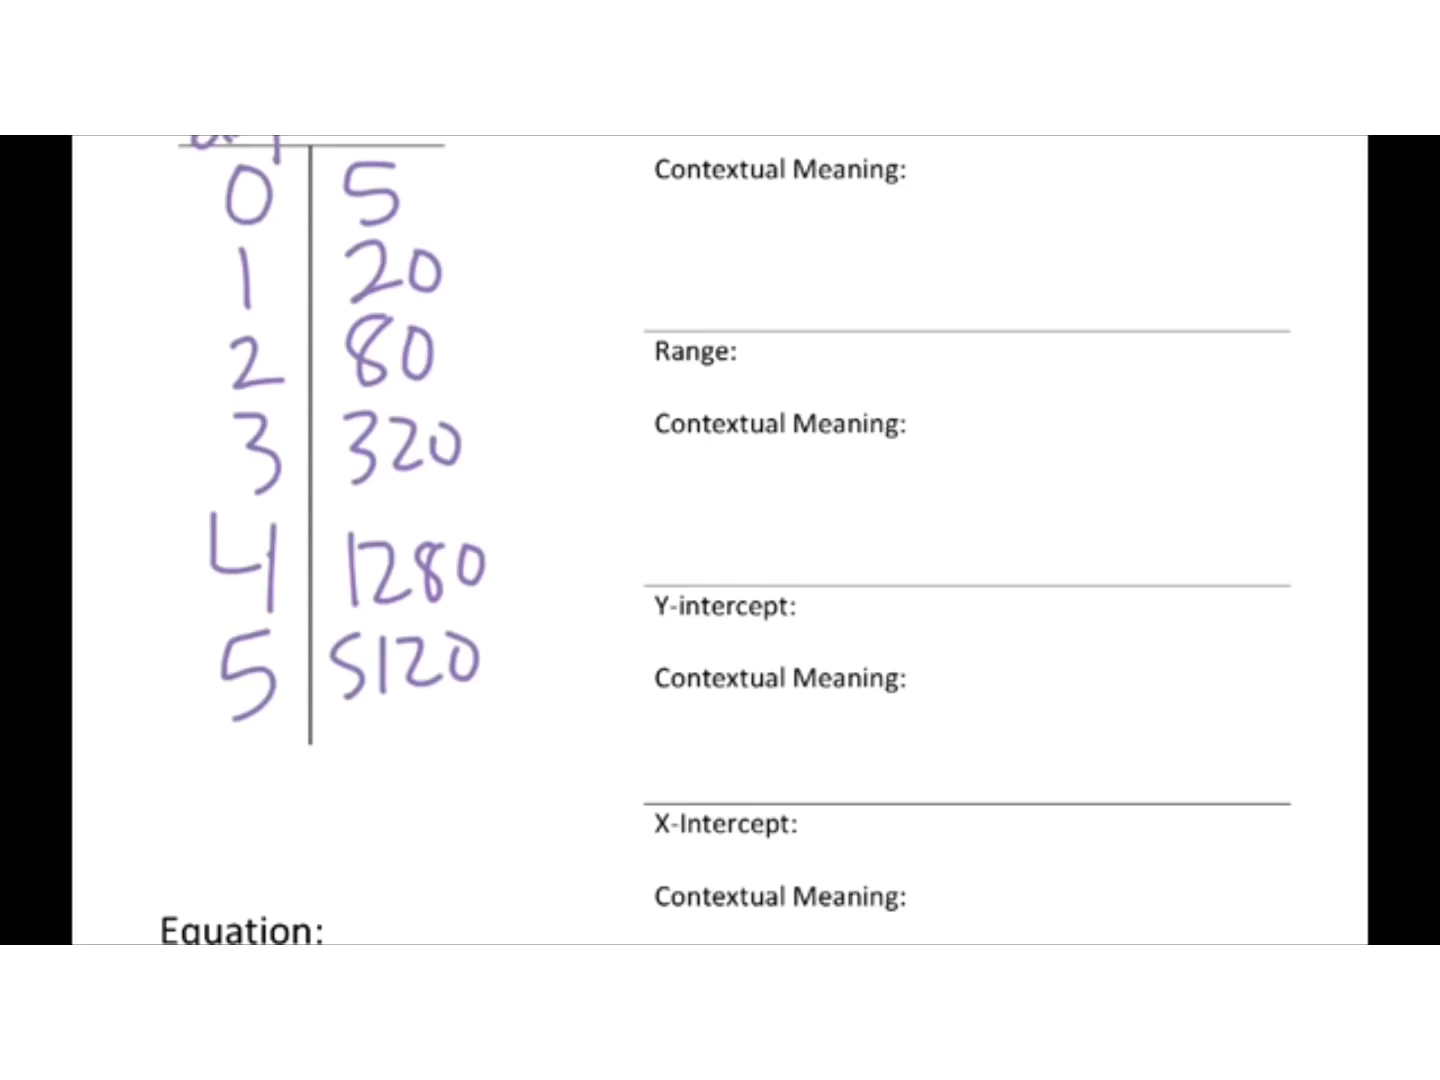 0 5
1 20
2 80
3 320
4 1280
5 5120
Equation:
Contextual Meaning:
Range:
Contextual Meaning:
Y-intercept:
Contextual Meaning:
X-Intercept:
Contextual Meaning: